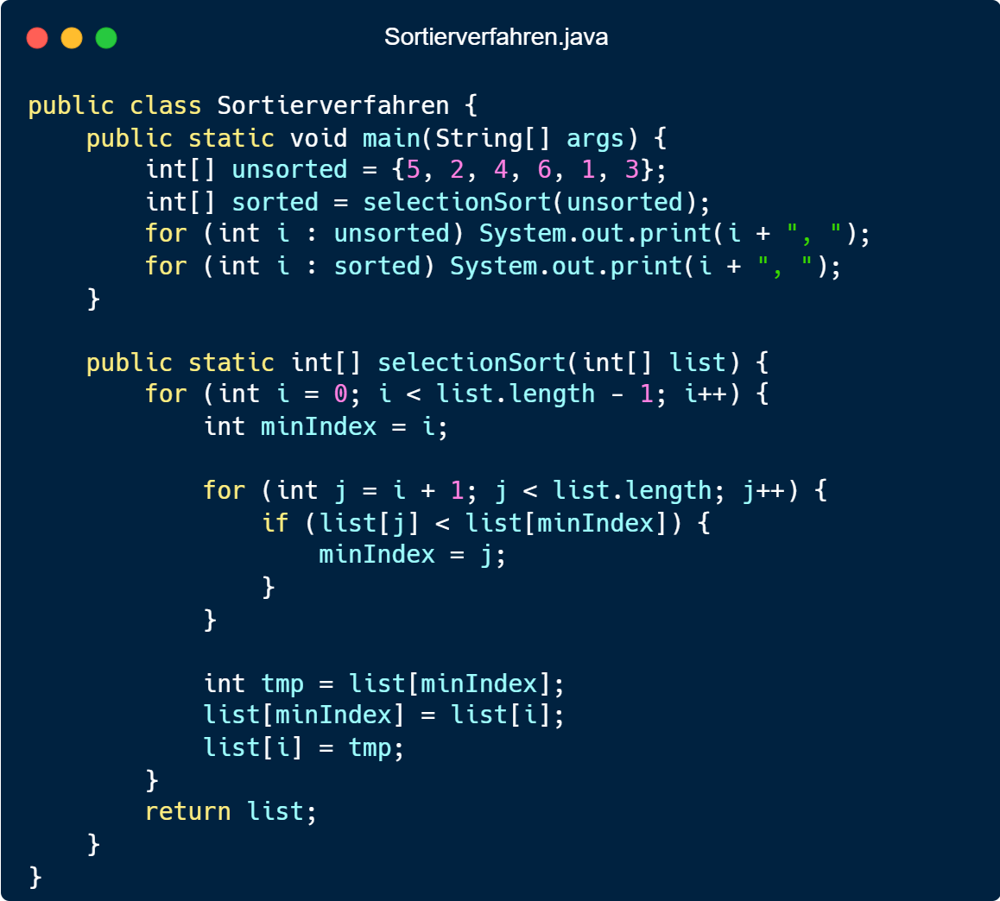 Sortierverfahren.java
public class Sortierverfahren {
    public static void main(String[] args) {
        int[] unsorted = {5, 2, 4, 6, 1, 3};
        int[] sorted = selectionSort(unsorted);
        for (int i : unsorted) System.out.print(i + ", ");
        for (int i : sorted) System.out.print(i + ", ");
    }

    public static int[] selectionSort(int[] list) {
        for (int i = 0; i < list.length - 1; i++) {
            int minIndex = i;

            for (int j = i + 1; j < list.length; j++) {
                if (list[j] < list[minIndex]) {
                    minIndex = j;
                }
            }

            int tmp = list[minIndex];
            list[minIndex] = list[i];
            list[i] = tmp;
        }
        return list;
    }
}